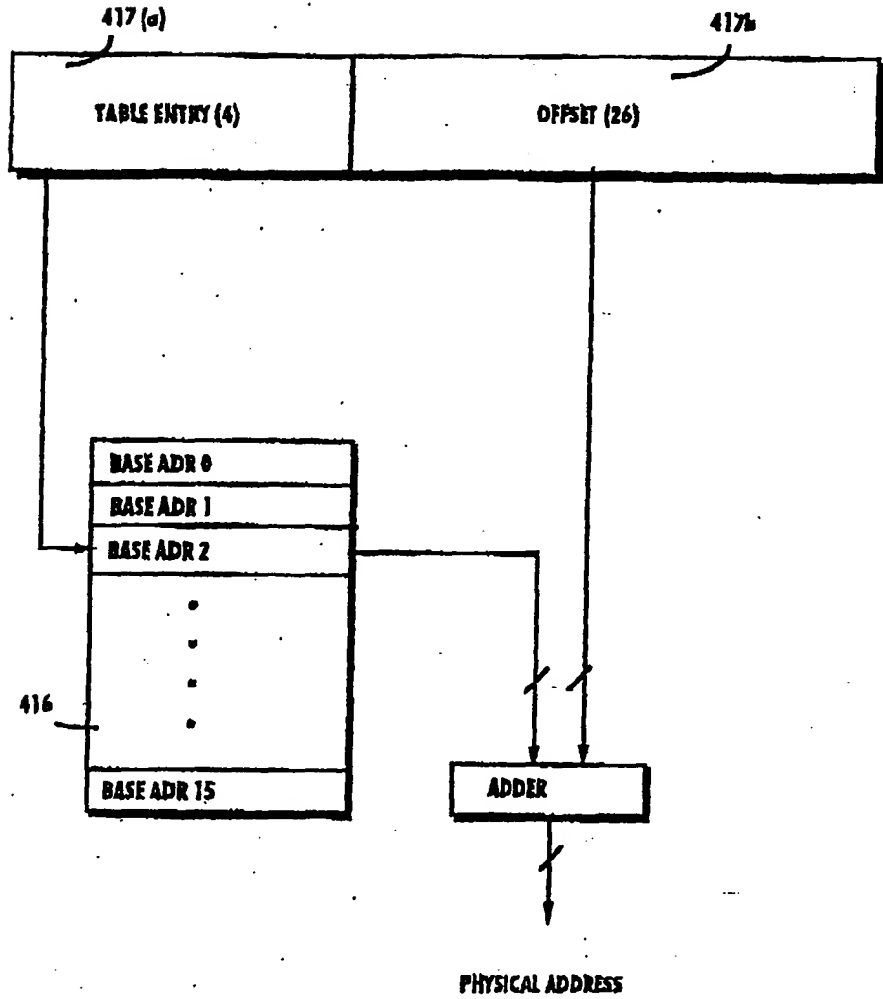 417 (a)
417b
TABLE ENTRY (4)
OFFSET (26)
BASE ADR 0
BASE ADR 1
BASE ADR 2
416
BASE ADR 15
ADDER
PHYSICAL ADDRESS